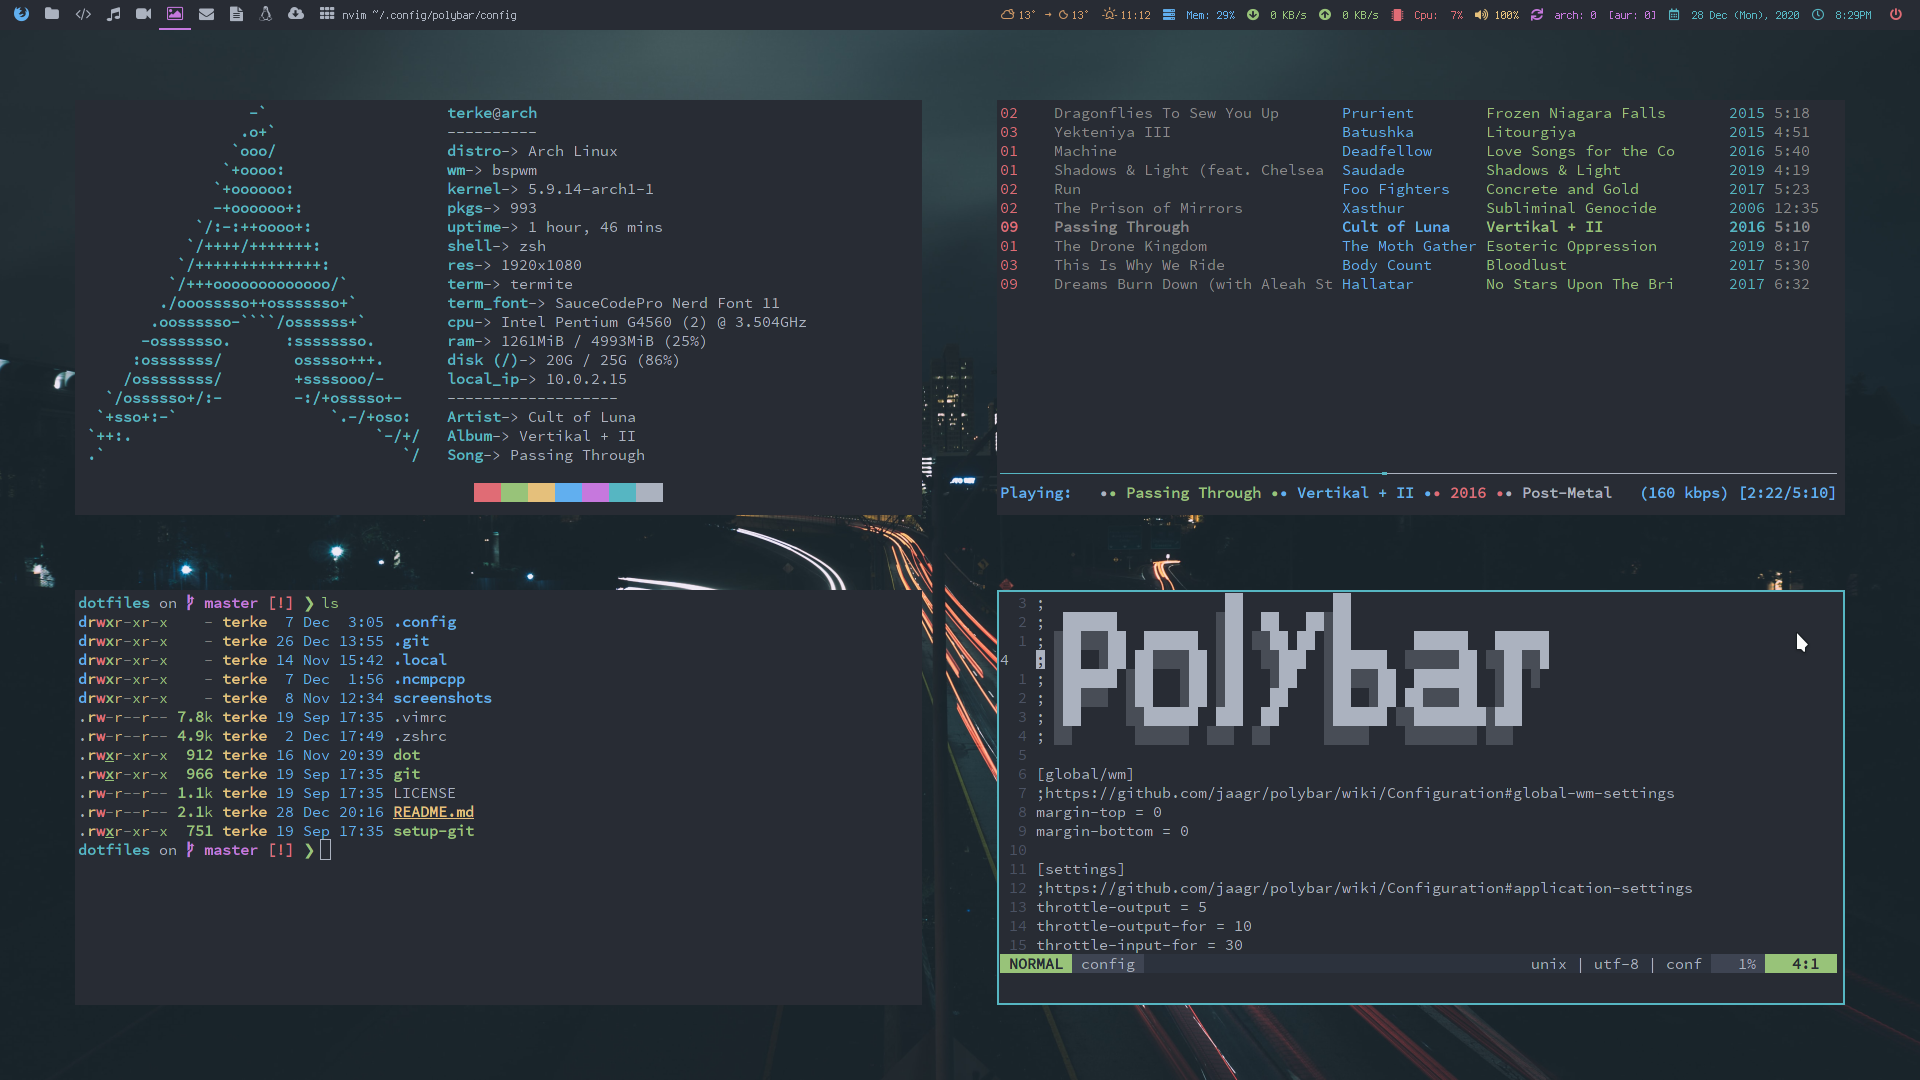 nvim ~/.config/polybar/config 13° → 13° 11:12 Mem: 29% 0 KB/s 0 KB/s Cpu: 7% 100% arch: 0 [aur: 0] 28 Dec (Mon), 2020 8:29PM
-`
.o+`
`ooo/
`+oooo:
`+oooooo:
-+oooooo+:
`/:-:++oooo+:
`/++++/+++++++:
`/++++++++++++++:
`/+++ooooooooooooo/`
./ooosssso++osssssso+`
.oossssso-````/ossssss+`
-osssssso.      :ssssssso.
:osssssss/        osssso+++.
/ossssssss/        +ssssooo/-
`/ossssso+/:-        -:/+osssso+-
`+sso+:-`                 `.-/+oso:
`++:.                           `-/+/
.`                                 `/
terke@arch
----------
distro-> Arch Linux
wm-> bspwm
kernel-> 5.9.14-arch1-1
pkgs-> 993
uptime-> 1 hour, 46 mins
shell-> zsh
res-> 1920x1080
term-> termite
term_font-> SauceCodePro Nerd Font 11
cpu-> Intel Pentium G4560 (2) @ 3.504GHz
ram-> 1261MiB / 4993MiB (25%)
disk (/)-> 20G / 25G (86%)
local_ip-> 10.0.2.15
-------------------
Artist-> Cult of Luna
Album-> Vertikal + II
Song-> Passing Through
02 Dragonflies To Sew You Up Prurient Frozen Niagara Falls 2015 5:18
03 Yekteniya III Batushka Litourgiya 2015 4:51
01 Machine Deadfellow Love Songs for the Co 2016 5:40
01 Shadows & Light (feat. Chelsea Saudade Shadows & Light 2019 4:19
02 Run Foo Fighters Concrete and Gold 2017 5:23
02 The Prison of Mirrors Xasthur Subliminal Genocide 2006 12:35
09 Passing Through Cult of Luna Vertikal + II 2016 5:10
01 The Drone Kingdom The Moth Gather Esoteric Oppression 2019 8:17
03 This Is Why We Ride Body Count Bloodlust 2017 5:30
09 Dreams Burn Down (with Aleah St Hallatar No Stars Upon The Bri 2017 6:32
Playing: •• Passing Through •• Vertikal + II •• 2016 •• Post-Metal (160 kbps) [2:22/5:10]
dotfiles on master [!] ❯ ls
drwxr-xr-x - terke 7 Dec 3:05 .config
drwxr-xr-x - terke 26 Dec 13:55 .git
drwxr-xr-x - terke 14 Nov 15:42 .local
drwxr-xr-x - terke 7 Dec 1:56 .ncmpcpp
drwxr-xr-x - terke 8 Nov 12:34 screenshots
.rw-r--r-- 7.8k terke 19 Sep 17:35 .vimrc
.rw-r--r-- 4.9k terke 2 Dec 17:49 .zshrc
.rwxr-xr-x 912 terke 16 Nov 20:39 dot
.rwxr-xr-x 966 terke 19 Sep 17:35 git
.rw-r--r-- 1.1k terke 19 Sep 17:35 LICENSE
.rw-r--r-- 2.1k terke 28 Dec 20:16 README.md
.rwxr-xr-x 751 terke 19 Sep 17:35 setup-git
dotfiles on master [!] ❯
3 ;
2 ;
1 ;
4 ; Polybar
1 ;
2 ;
3 ;
4 ;
5
6 [global/wm]
7 ;https://github.com/jaagr/polybar/wiki/Configuration#global-wm-settings
8 margin-top = 0
9 margin-bottom = 0
10
11 [settings]
12 ;https://github.com/jaagr/polybar/wiki/Configuration#application-settings
13 throttle-output = 5
14 throttle-output-for = 10
15 throttle-input-for = 30
NORMAL config unix | utf-8 | conf 1% 4:1